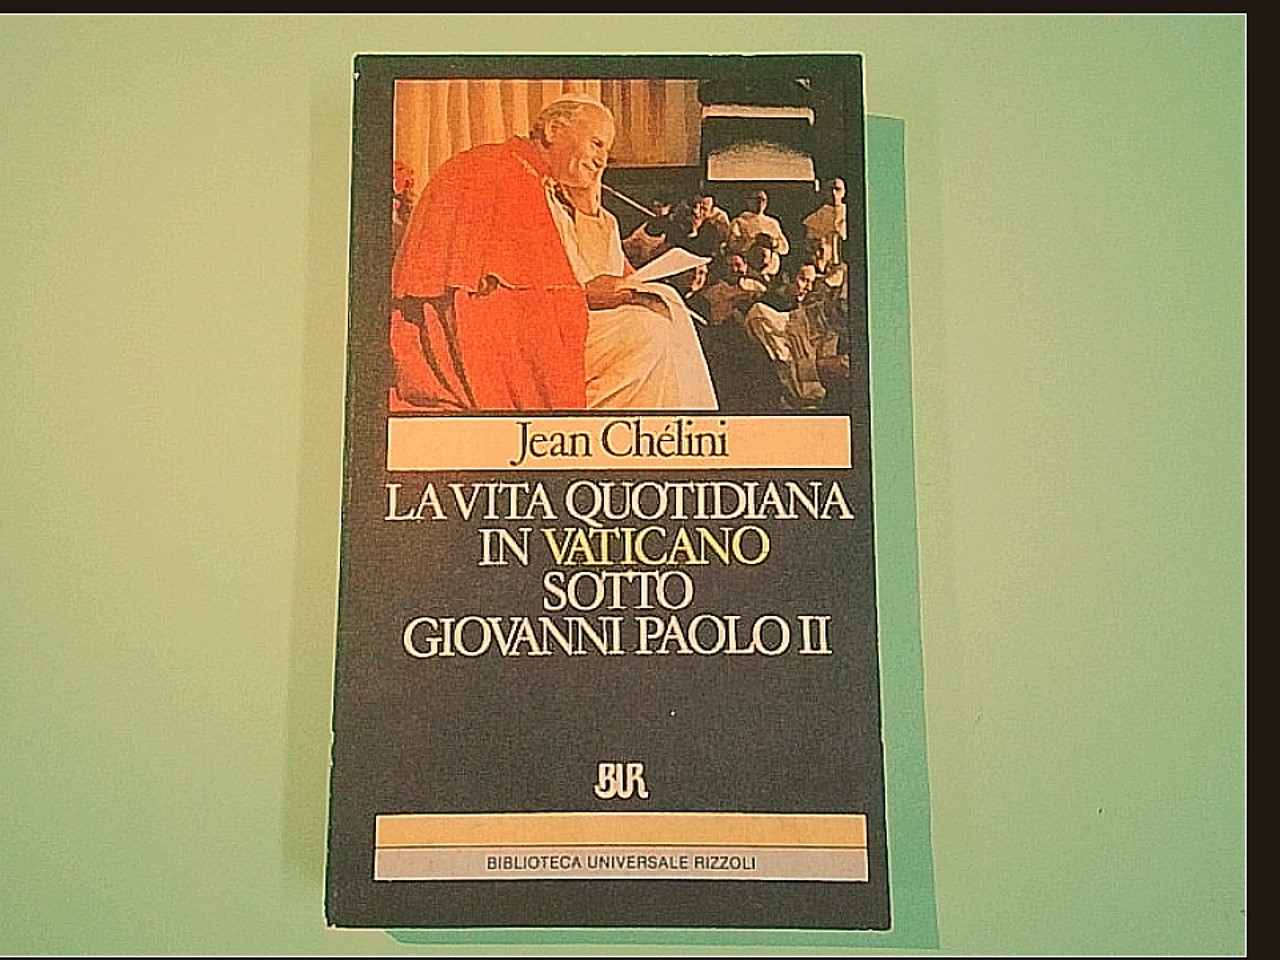 Jean Chélini
LA VITA QUOTIDIANA
IN VATICANO
SOTTO
GIOVANNI PAOLO II
BUR
BIBLIOTECA UNIVERSALE RIZZOLI